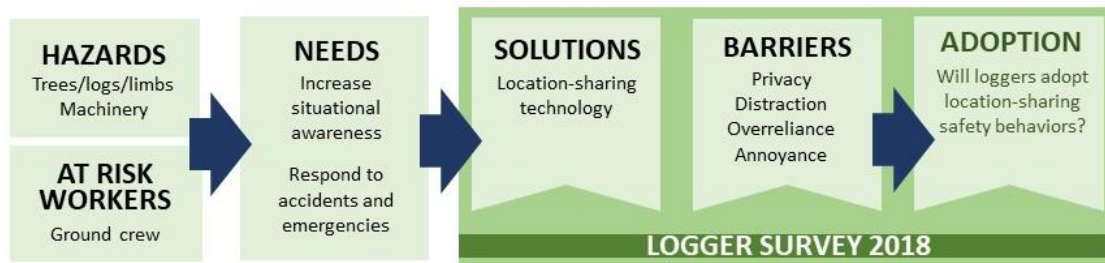 HAZARDS
Trees/logs/limbs
Machinery
AT RISK
WORKERS
Ground crew
NEEDS
Increase
situational
awareness
Respond to
accidents and
emergencies
SOLUTIONS
Location-sharing
technology
BARRIERS
Privacy
Distraction
Overreliance
Annoyance
ADOPTION
Will loggers adopt
location-sharing
safety behaviors?
LOGGER SURVEY 2018